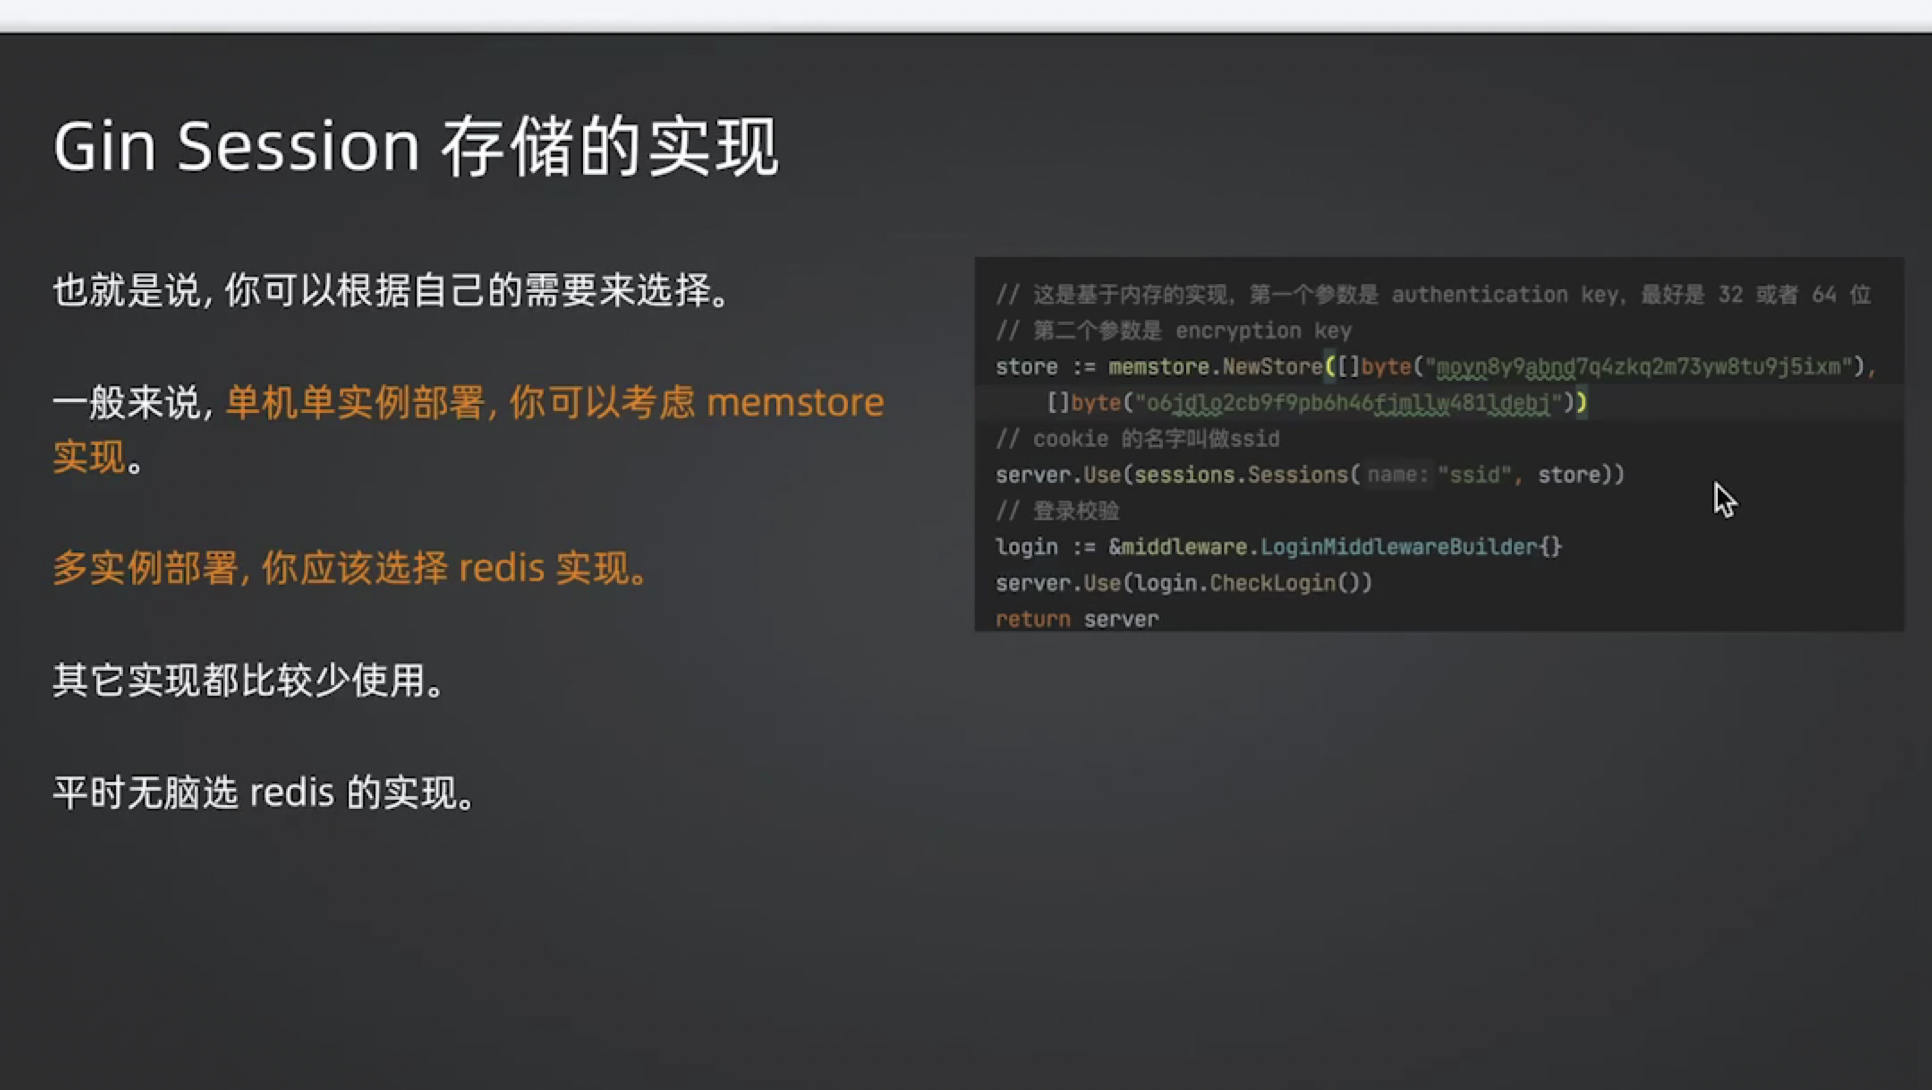 Gin Session 存储的实现
也就是说, 你可以根据自己的需要来选择。
一般来说, 单机单实例部署, 你可以考虑 memstore
实现。
多实例部署, 你应该选择 redis 实现。
其它实现都比较少使用。
平时无脑选 redis 的实现。
// 这是基于内存的实现，第一个参数是 authentication key，最好是 32 或者 64 位
// 第二个参数是 encryption key
store := memstore.NewStore([]byte("moyn8y9abnd7q4zkq2m73yw8tu9j5ixm"),
[]byte("o6jdlo2cb9f9pb6h46fjmllw481ldebj"))
// cookie 的名字叫做ssid
server.Use(sessions.Sessions( name: "ssid", store))
// 登录校验
login := &middleware.LoginMiddlewareBuilder{}
server.Use(login.CheckLogin())
return server